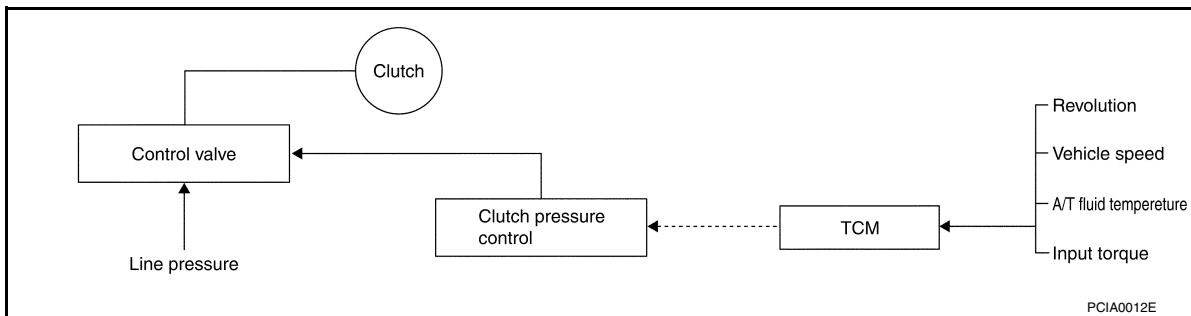 Clutch
Control valve
Line pressure
Clutch pressure
control
TCM
Revolution
Vehicle speed
A/T fluid tempereture
Input torque
PCIA0012E